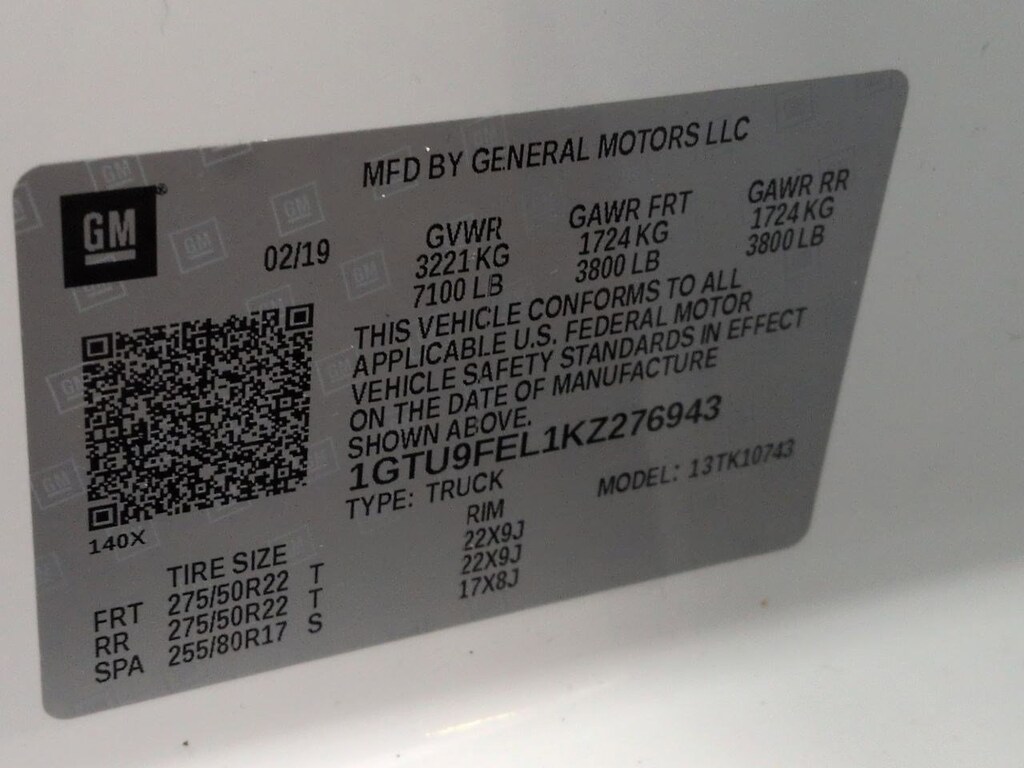 GM
MFD BY GENERAL MOTORS LLC
02/19
GVWR
3221 KG
7100 LB
GAWR FRT
1724 KG
3800 LB
GAWR RR
1724 KG
3800 LB
THIS VEHICLE CONFORMS TO ALL
APPLICABLE U.S. FEDERAL MOTOR
VEHICLE SAFETY STANDARDS IN EFFECT
ON THE DATE OF MANUFACTURE
SHOWN ABOVE.
1GTU9FEL1KZ276943
TYPE: TRUCK
MODEL: 13TK10743
140X
TIRE SIZE
RIM
FRT 275/50R22 T 22X9J
RR 275/50R22 T 22X9J
SPA 255/80R17 S 17X8J